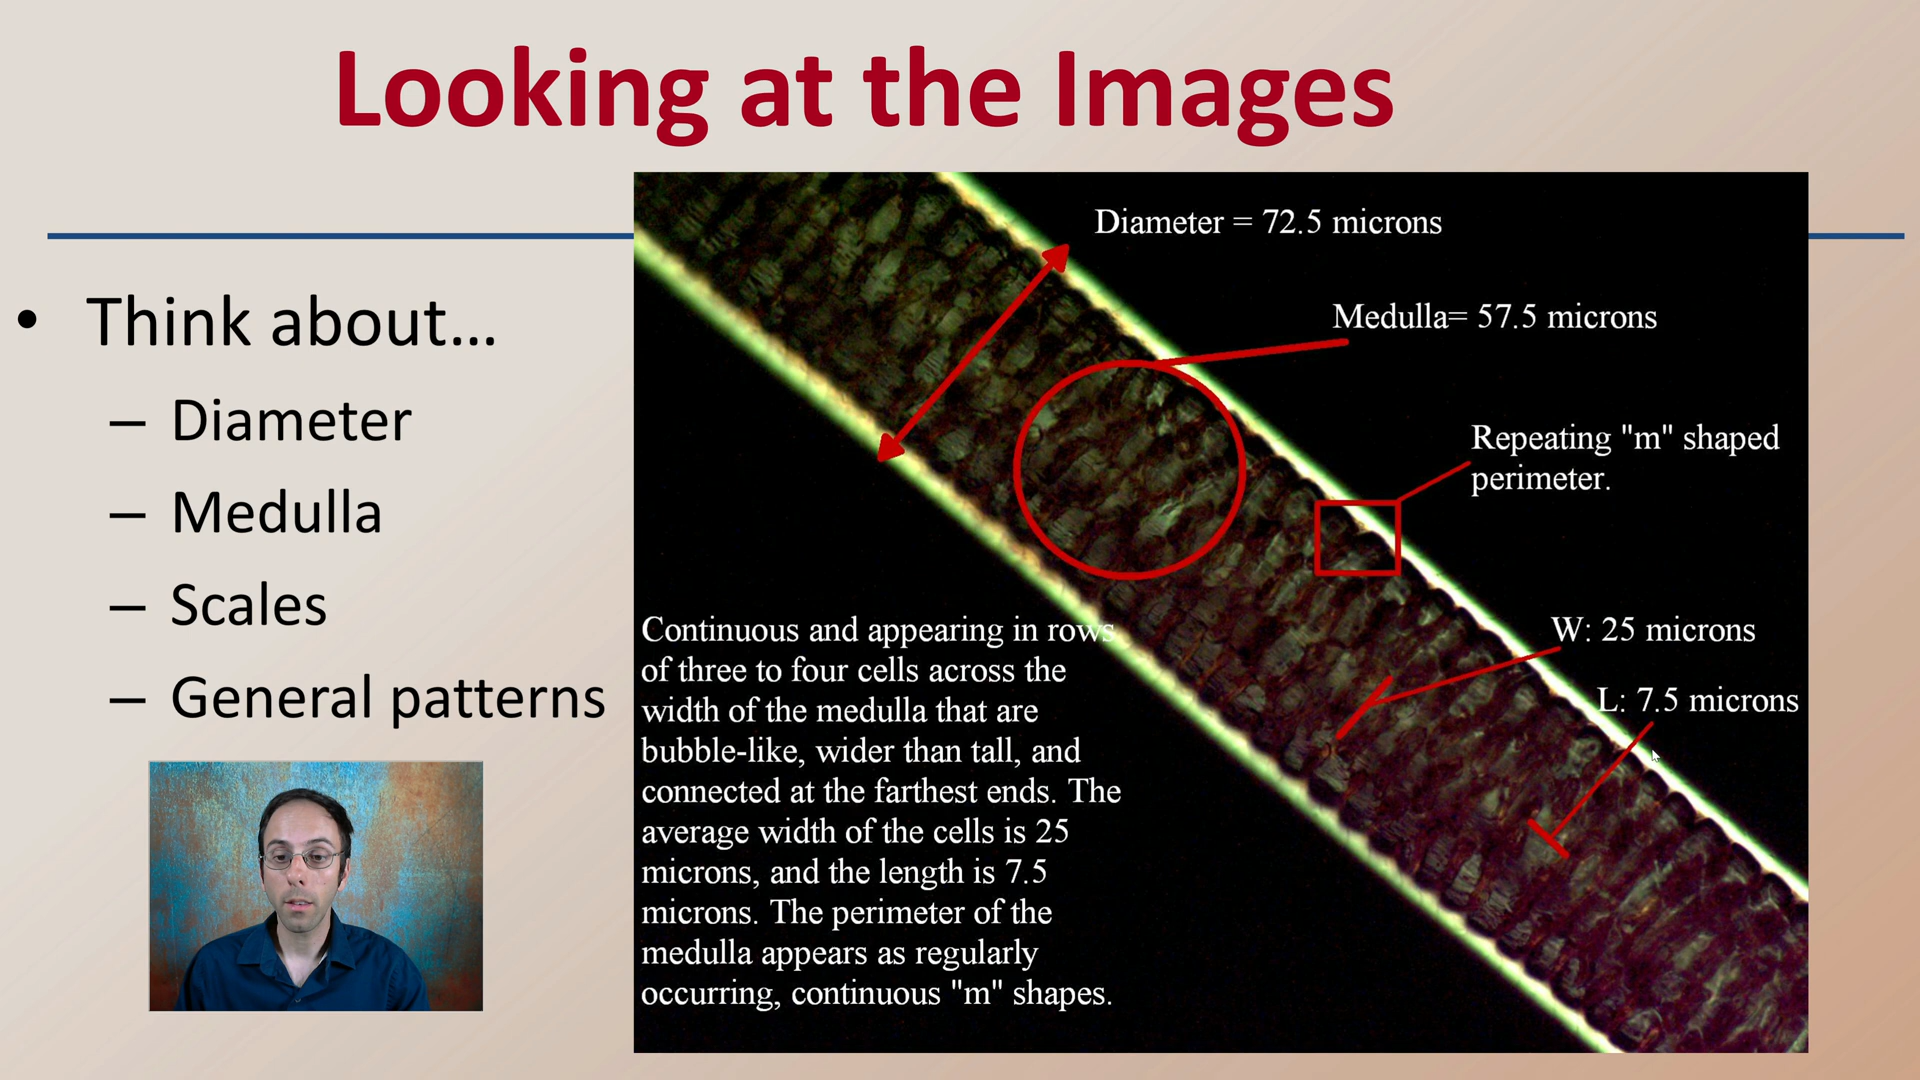 Looking at the Images
• Think about...
– Diameter
– Medulla
– Scales
– General patterns
Diameter = 72.5 microns
Medulla= 57.5 microns
Repeating "m" shaped
perimeter.
W: 25 microns
L: 7.5 microns
Continuous and appearing in rows
of three to four cells across the
width of the medulla that are
bubble-like, wider than tall, and
connected at the farthest ends. The
average width of the cells is 25
microns, and the length is 7.5
microns. The perimeter of the
medulla appears as regularly
occurring, continuous "m" shapes.